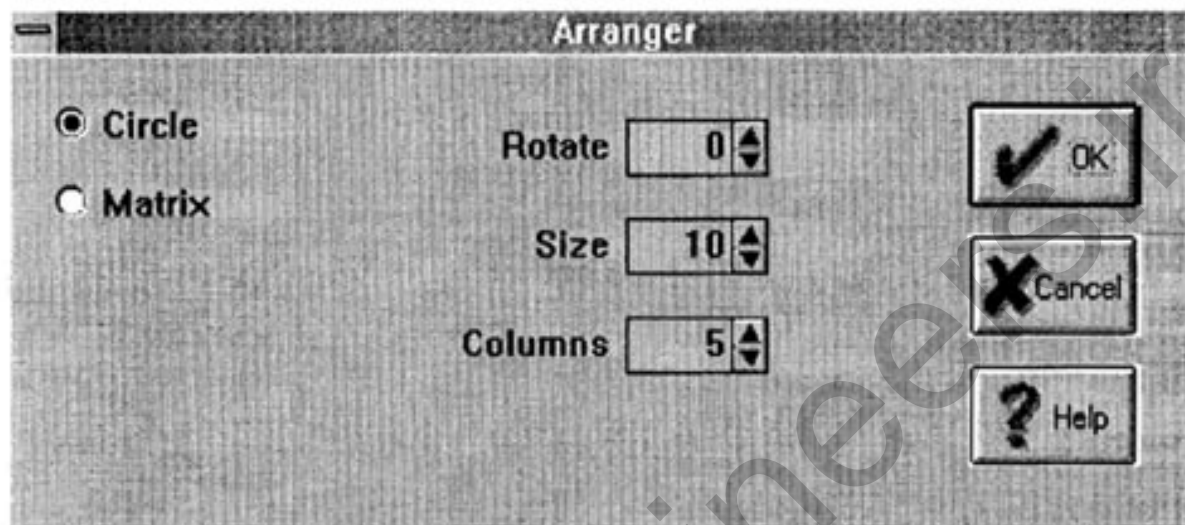 Arranger
Circle
Matrix
Rotate 0
Size 10
Columns 5
OK
Cancel
Help